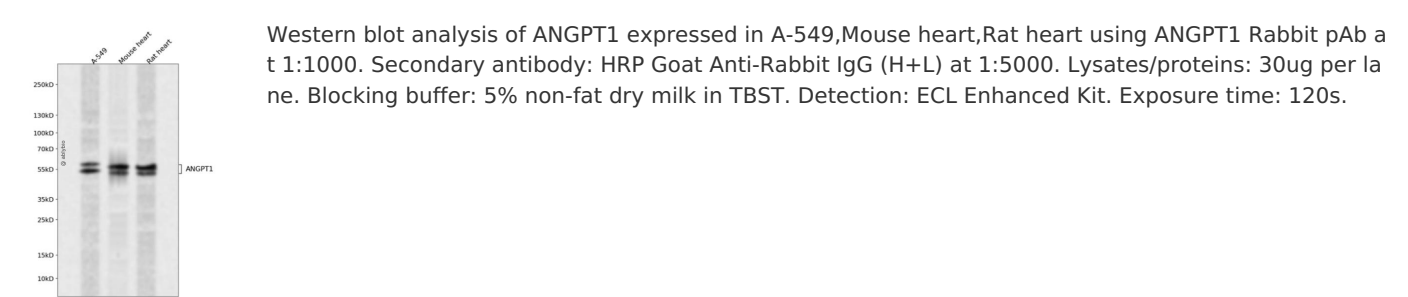 A-549
Mouse heart
Rat heart
250kD
130kD
100kD
70kD
55kD
35kD
25kD
15kD
10kD
ANGPT1
Western blot analysis of ANGPT1 expressed in A-549,Mouse heart,Rat heart using ANGPT1 Rabbit pAb a
t 1:1000. Secondary antibody: HRP Goat Anti-Rabbit IgG (H+L) at 1:5000. Lysates/proteins: 30ug per la
ne. Blocking buffer: 5% non-fat dry milk in TBST. Detection: ECL Enhanced Kit. Exposure time: 120s.